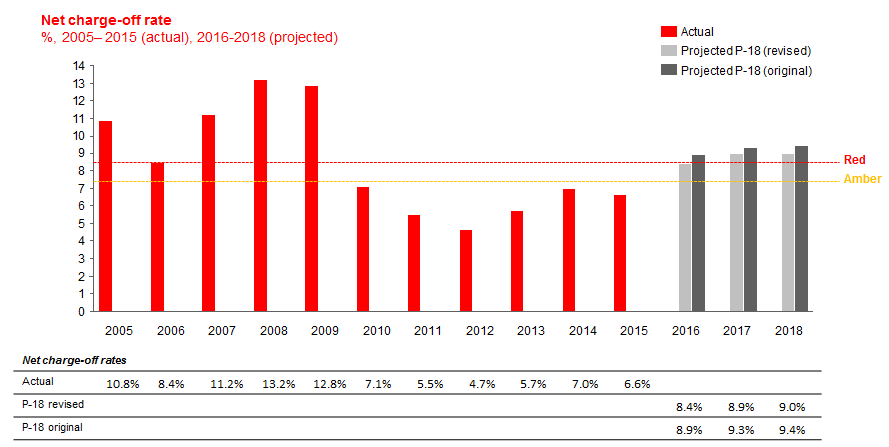 Net charge-off rate
%, 2005– 2015 (actual), 2016-2018 (projected)
Actual
Projected P-18 (revised)
Projected P-18 (original)
14
13
12
11
10
9
8
7
6
5
4
3
2
1
0
Red
Amber
2005 2006 2007 2008 2009 2010 2011 2012 2013 2014 2015 2016 2017 2018
Net charge-off rates
Actual 10.8% 8.4% 11.2% 13.2% 12.8% 7.1% 5.5% 4.7% 5.7% 7.0% 6.6%
P-18 revised 8.4% 8.9% 9.0%
P-18 original 8.9% 9.3% 9.4%